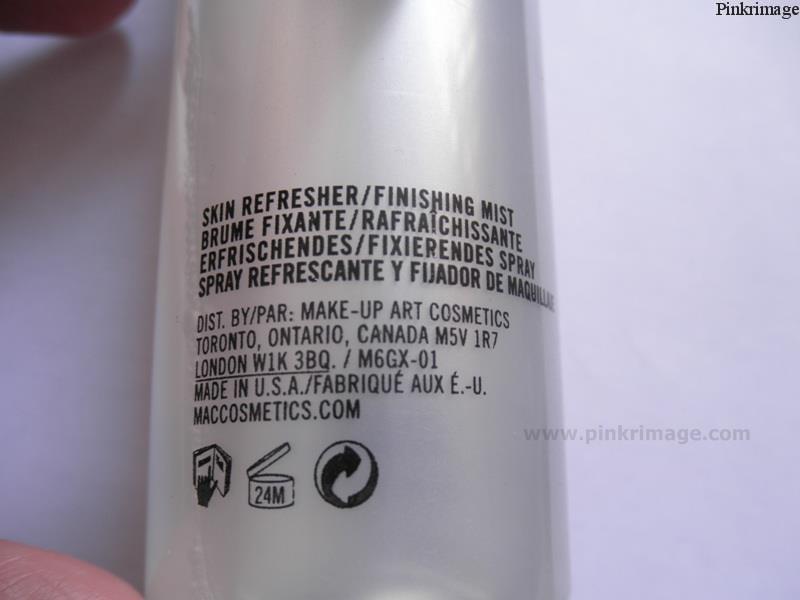 Pinkrimage
SKIN REFRESHER/FINISHING MIST
BRUME FIXANTE/RAFRAÎCHISSANTE
ERFRISCHENDES/FIXIERENDES SPRAY
SPRAY REFRESCANTE Y FIJADOR DE MAQUILLAJE
DIST. BY/PAR: MAKE-UP ART COSMETICS
TORONTO, ONTARIO, CANADA M5V 1R7
LONDON W1K 3BQ. / M6GX-01
MADE IN U.S.A./FABRIQUÉ AUX É.-U.
MACCOSMETICS.COM
www.pinkrimage.com
24M